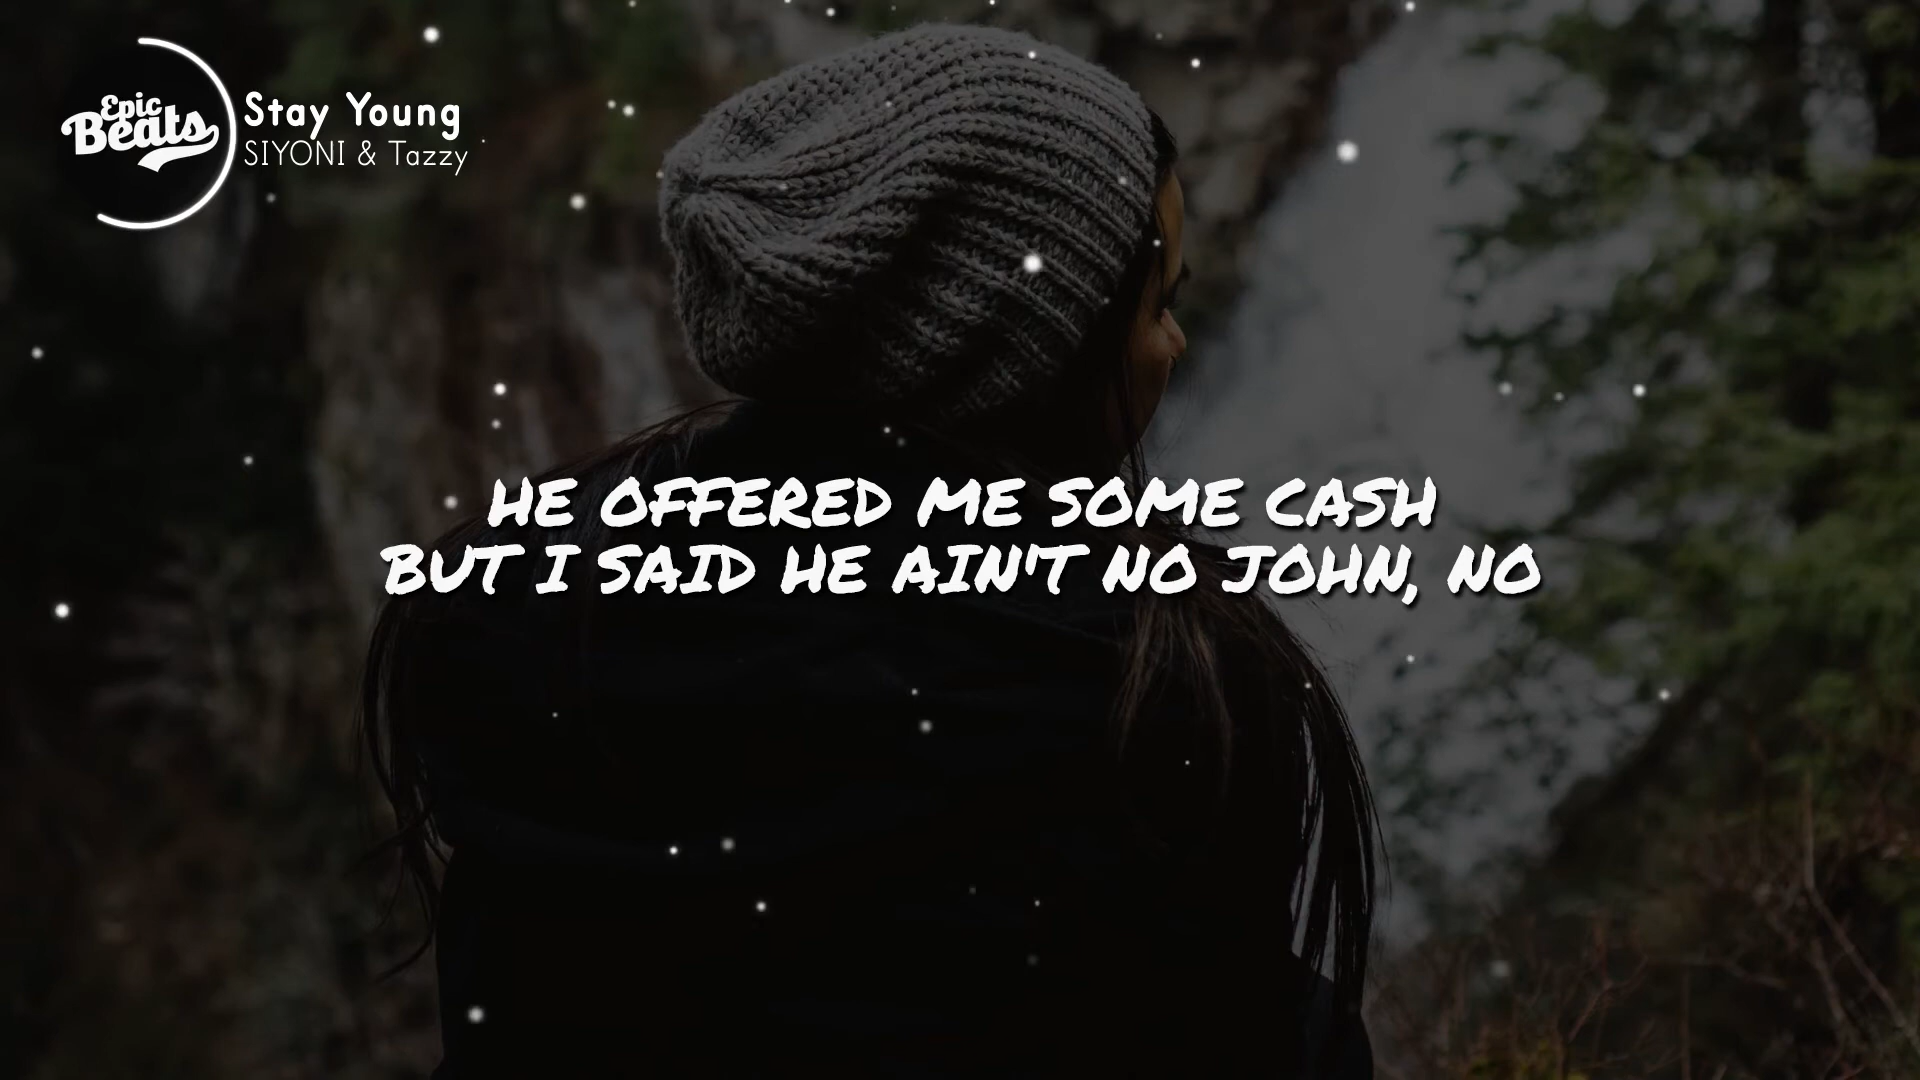 Epic
Beats
Stay Young
SIYONI & Tazzy
HE OFFERED ME SOME CASH
BUT I SAID HE AIN'T NO JOHN, NO